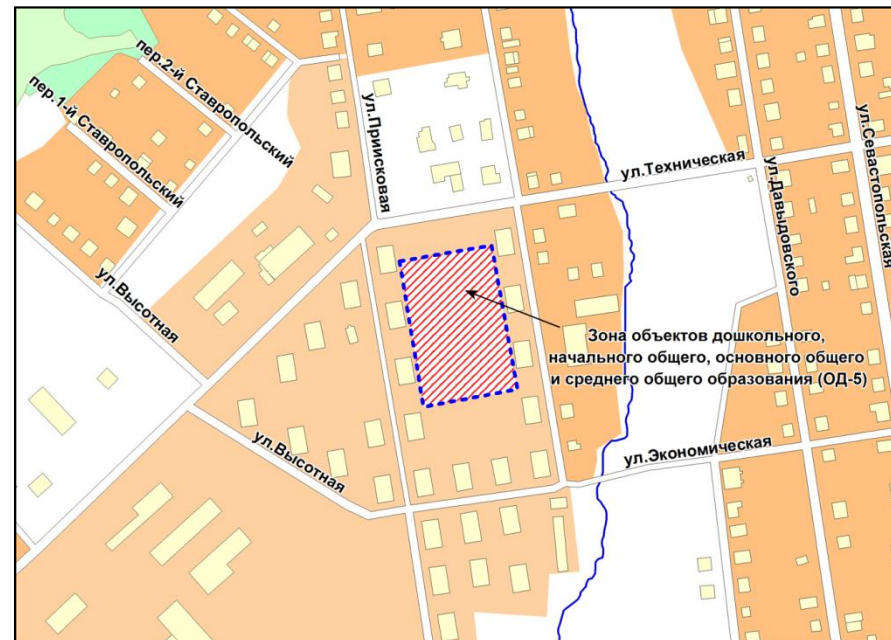 пер.2-й Ставропольский
пер.1-й Ставропольский
ул.Приисковая
ул.Техническая
ул.Давыдовского
ул.Севастопольская
ул.Высотная
Зона объектов дошкольного,
начального общего, основного общего
и среднего общего образования (ОД-5)
ул.Высотная
ул.Экономическая